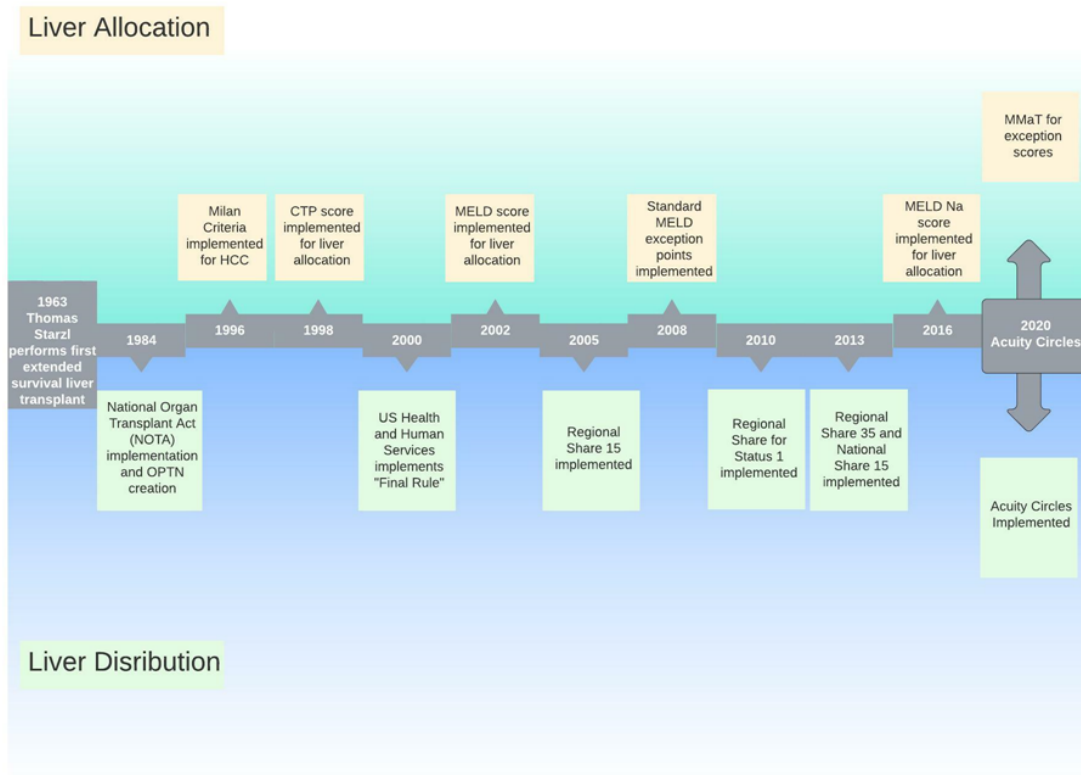 Liver Allocation
MMaT for
exception
scores
Milan
Criteria
implemented
for HCC
CTP score
implemented
for liver
allocation
MELD score
implemented
for liver
allocation
Standard
MELD
exception
points
implemented
MELD Na
score
implemented
for liver
allocation
1963
Thomas
Starzl
performs first
extended
survival liver
transplant
1984
1996
1998
2000
2002
2005
2008
2010
2013
2016
2020
Acuity Circles
National Organ
Transplant Act
(NOTA)
implementation
and OPTN
creation
US Health
and Human
Services
implements
"Final Rule"
Regional
Share 15
implemented
Regional
Share for
Status 1
implemented
Regional
Share 35 and
National
Share 15
implemented
Acuity Circles
Implemented
Liver Disribution